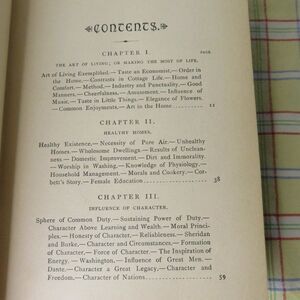 CONTENTS.
CHAPTER I.
PAGE
THE ART OF LIVING; OR MAKING THE MOST OF LIFE.
Art of Living Exemplified. — Taste an Economist. — Order in
the Home. — Contrasts in Cottage Life. — Home and
Comfort. — Method. — Industry and Punctuality. — Good
Manners. — Cheerfulness. — Amusement. — Influence of
Music. — Taste in Little Things. — Elegance of Flowers.
— Common Enjoyments. — Art in the Home . . . . 11
CHAPTER II.
HEALTHY HOMES.
Healthy Existence. — Necessity of Pure Air. — Unhealthy
Homes. — Wholesome Dwellings. — Results of Unclean-
ness. — Domestic Improvement. — Dirt and Immorality.
— Worship in Washing. — Knowledge of Physiology. —
Household Management. — Morals and Cookery. — Cor-
bett's Story. — Female Education . . . . 38
CHAPTER III.
INFLUENCE OF CHARACTER.
Sphere of Common Duty. — Sustaining Power of Duty. —
Character Above Learning and Wealth. — Moral Princi-
ples. — Honesty of Character. — Reliableness. — Sheridan
and Burke. — Character and Circumstances. — Formation
of Character. — Force of Character. — The Inspiration of
Energy. — Washington. — Influence of Great Men. —
Dante. — Character a Great Legacy. — Character and
Freedom. — Character of Nations . . . . 59